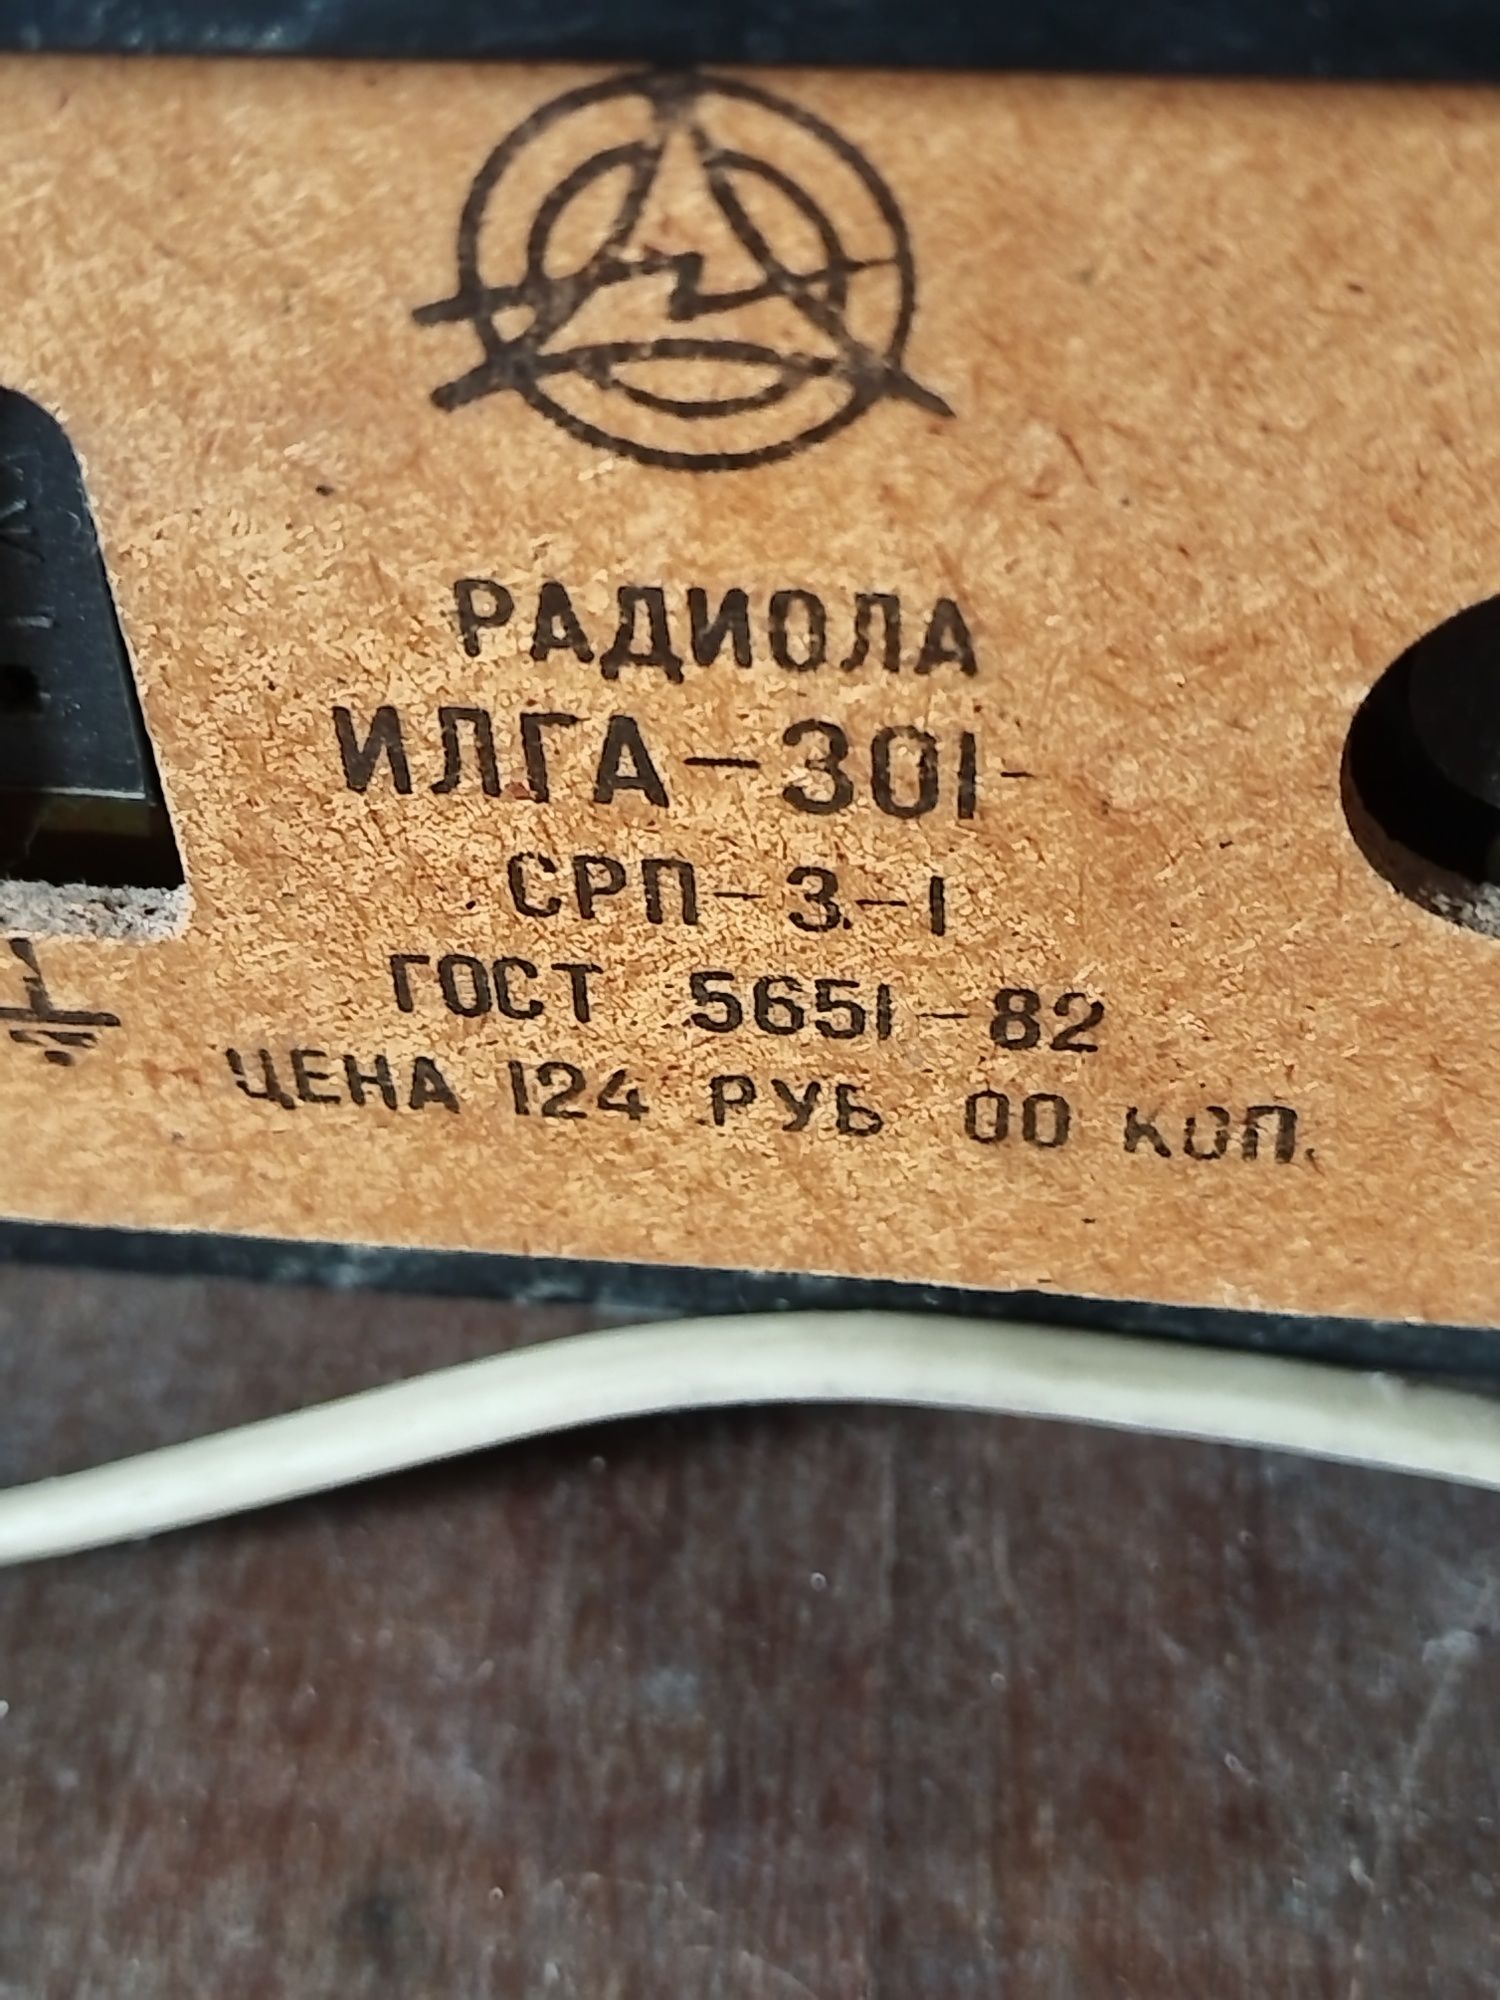 РАДИОЛА
ИЛГА-301-
СРП-3-1
ГОСТ 5651-82
ЦЕНА 124 РУБ 00 КОП.